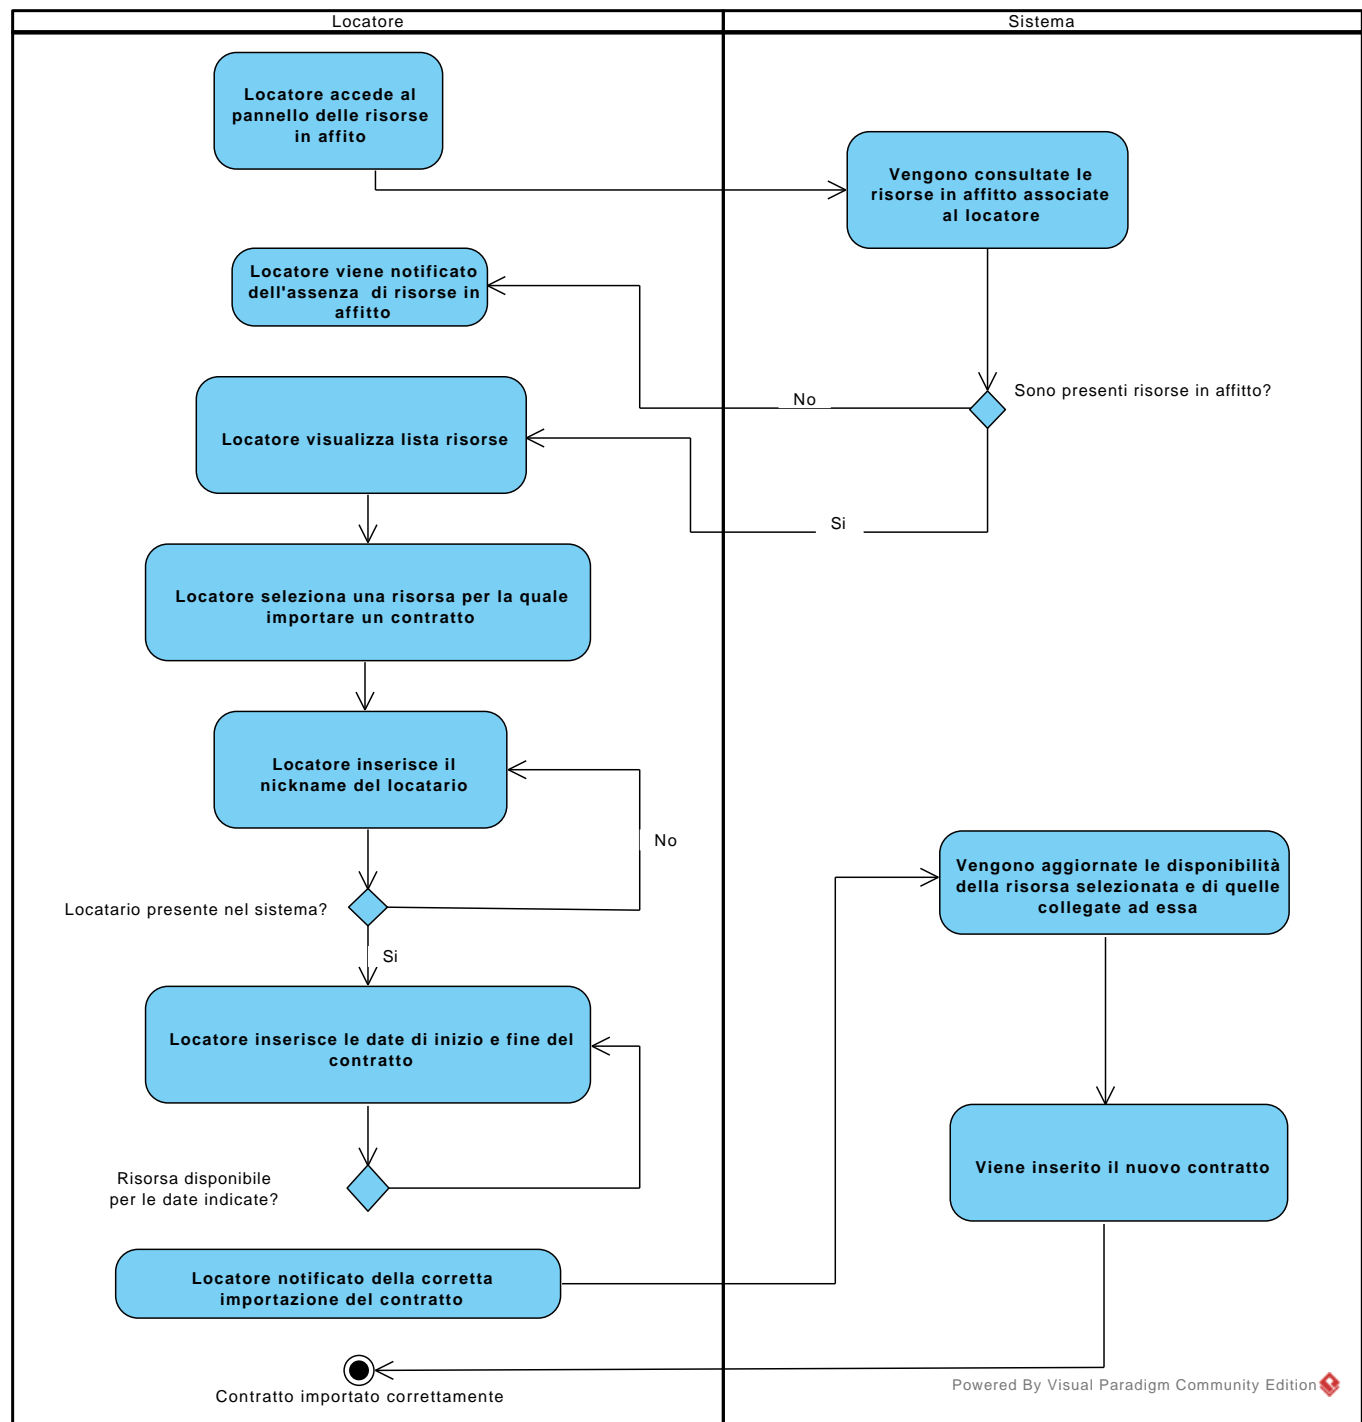 Locatore
Sistema
Locatore accede al
pannello delle risorse
in affito
Vengono consultate le
risorse in affitto associate
al locatore
Locatore viene notificato
dell'assenza di risorse in
affitto
Sono presenti risorse in affitto?
No
Locatore visualizza lista risorse
Si
Locatore seleziona una risorsa per la quale
importare un contratto
Locatore inserisce il
nickname del locatario
No
Locatario presente nel sistema?
Si
Vengono aggiornate le disponibilità
della risorsa selezionata e di quelle
collegate ad essa
Locatore inserisce le date di inizio e fine del
contratto
Viene inserito il nuovo contratto
Risorsa disponibile
per le date indicate?
Locatore notificato della corretta
importazione del contratto
Contratto importato correttamente
Powered By Visual Paradigm Community Edition